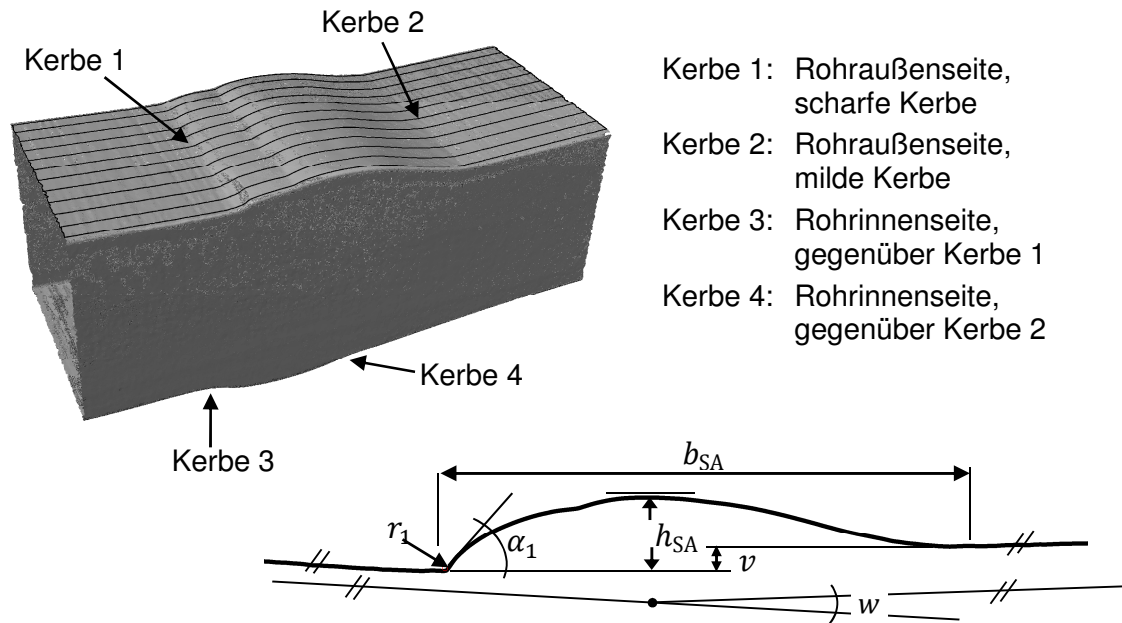 Kerbe 1
Kerbe 2
Kerbe 4
Kerbe 3
Kerbe 1: Rohraußenseite,
scharfe Kerbe
Kerbe 2: Rohraußenseite,
milde Kerbe
Kerbe 3: Rohrinnenseite,
gegenüber Kerbe 1
Kerbe 4: Rohrinnenseite,
gegenüber Kerbe 2
b_SA
r_1
α_1
h_SA
v
w